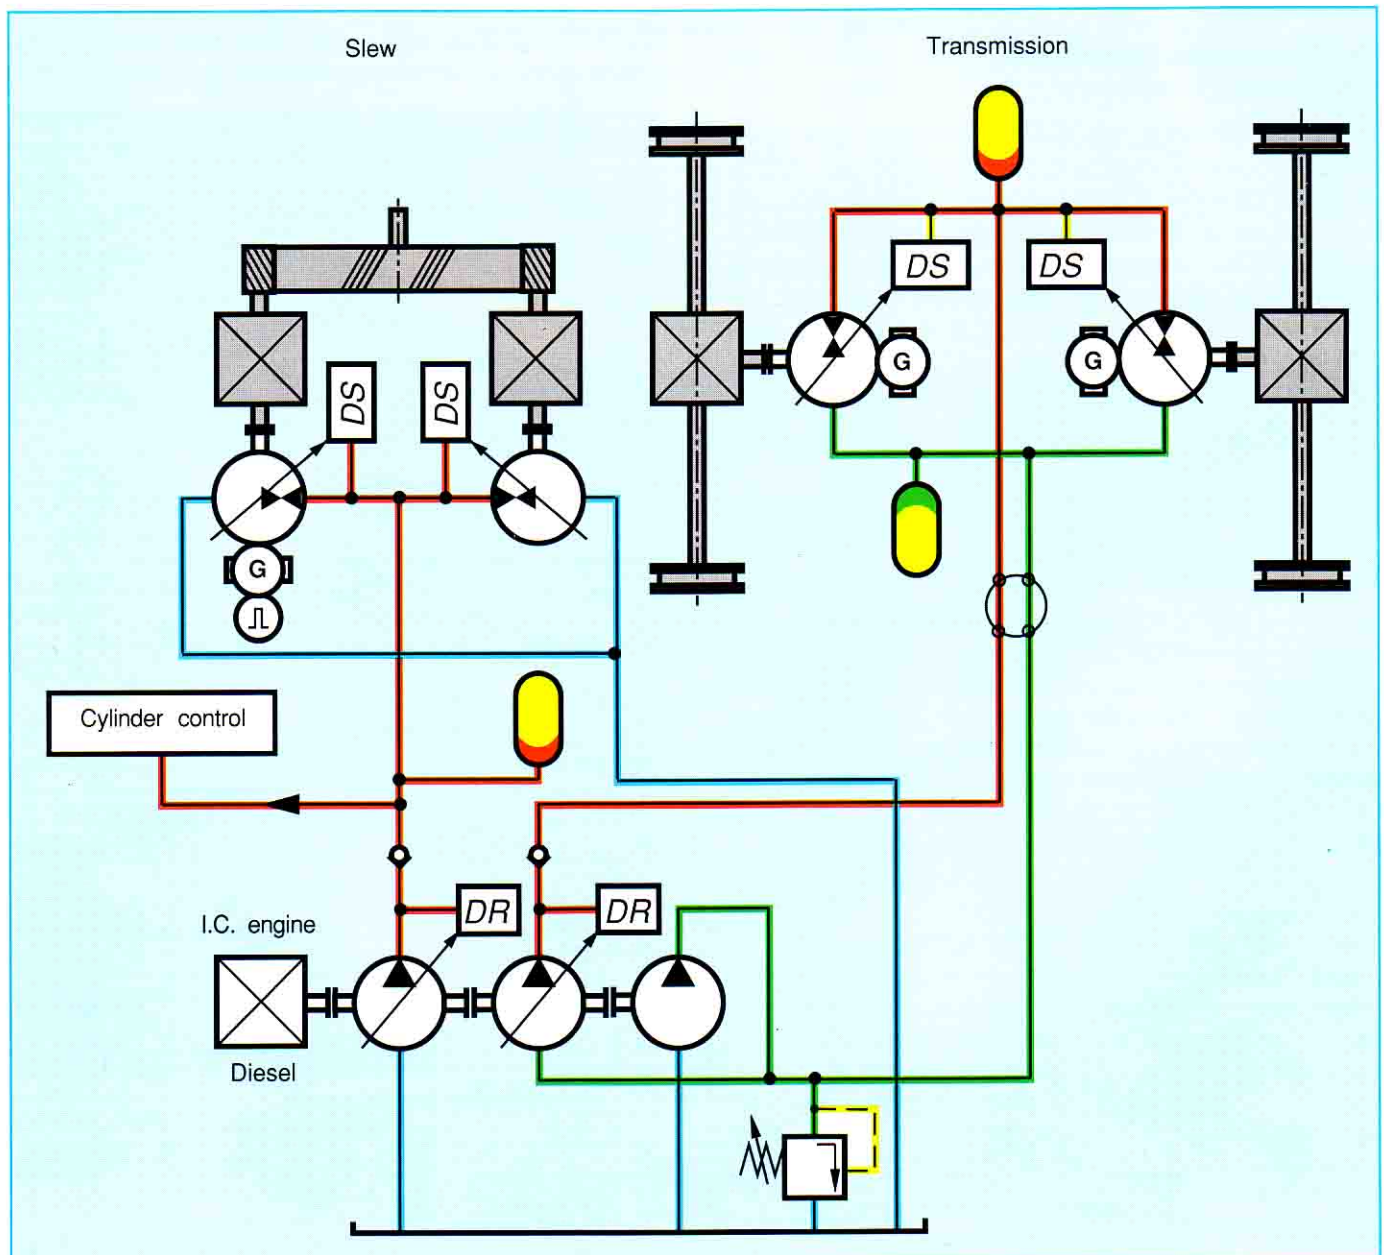 Slew
Transmission
DS
DS
DS
DS
G
G
G
Cylinder control
I.C. engine
DR
DR
Diesel